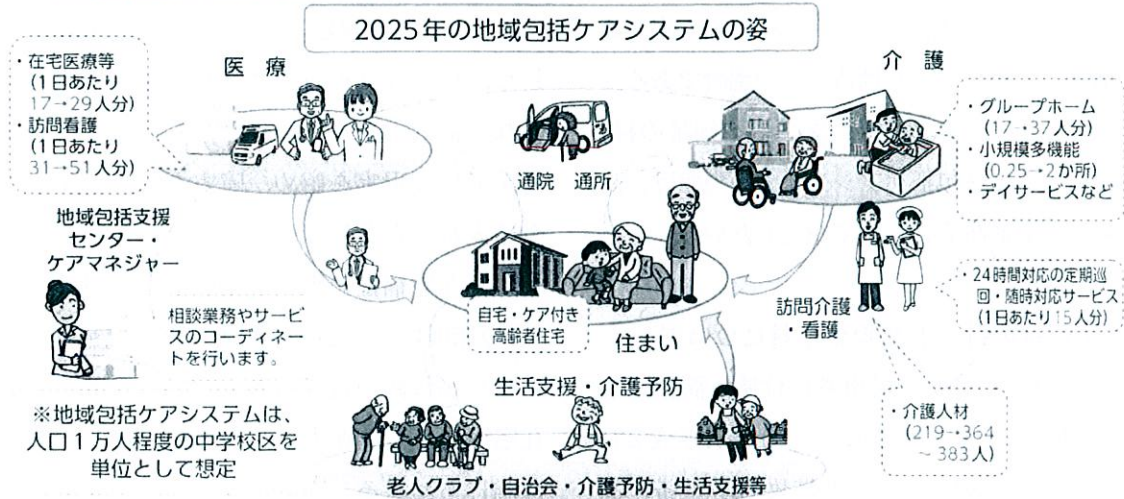 2025年の地域包括ケアシステムの姿
・在宅医療等
(1日あたり
17→29人分)
・訪問看護
(1日あたり
31→51人分)
医 療
通院 通所
介 護
・グループホーム
(17→37人分)
・小規模多機能
(0.25→2か所)
・デイサービスなど
地域包括支援
センター・
ケアマネジャー
相談業務やサービ
スのコーディネー
トを行います。
自宅・ケア付き
高齢者住宅
住まい
訪問介護
・看護
・24時間対応の定期巡
回・随時対応サービス
(1日あたり15人分)
・介護人材
(219→364
～383人)
生活支援・介護予防
老人クラブ・自治会・介護予防・生活支援等
※地域包括ケアシステムは、
人口1万人程度の中学校区を
単位として想定